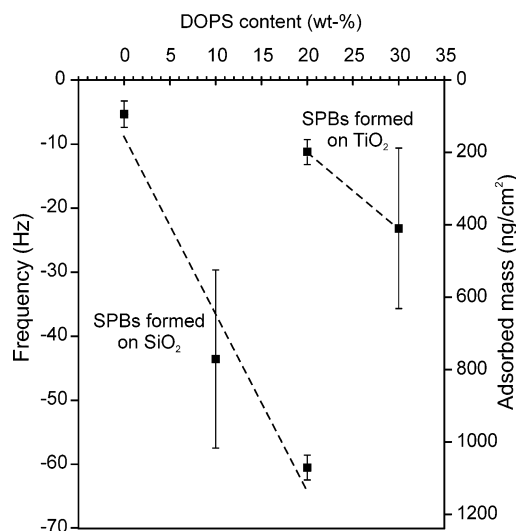 DOPS content (wt-%)
0 5 10 15 20 25 30 35
0
-10
-20
-30
-40
-50
-60
-70
Frequency (Hz)
SPBs formed
on TiO₂
SPBs formed
on SiO₂
0
200
400
600
800
1000
1200
Adsorbed mass (ng/cm²)